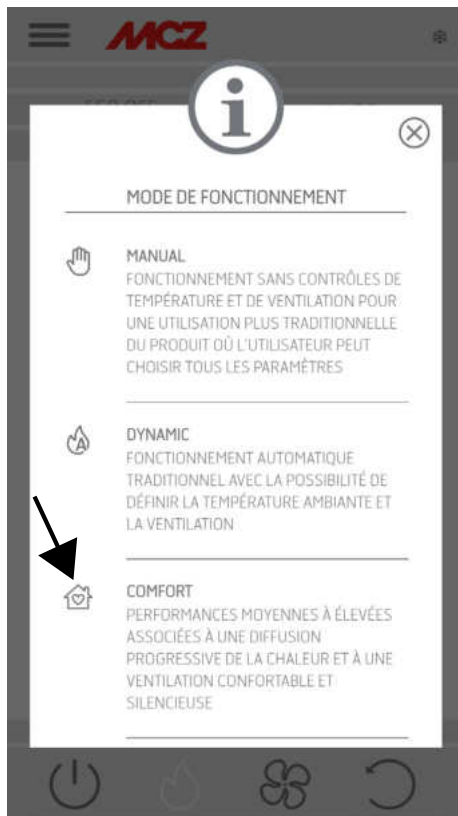 MCZ
i
MODE DE FONCTIONNEMENT
MANUAL
FONCTIONNEMENT SANS CONTRÔLES DE
TEMPÉRATURE ET DE VENTILATION POUR
UNE UTILISATION PLUS TRADITIONNELLE
DU PRODUIT OÙ L'UTILISATEUR PEUT
CHOISIR TOUS LES PARAMÈTRES
A
DYNAMIC
FONCTIONNEMENT AUTOMATIQUE
TRADITIONNEL AVEC LA POSSIBILITÉ DE
DÉFINIR LA TEMPÉRATURE AMBIANTE ET
LA VENTILATION
COMFORT
PERFORMANCES MOYENNES À ÉLEVÉES
ASSOCIÉES À UNE DIFFUSION
PROGRESSIVE DE LA CHALEUR ET À UNE
VENTILATION CONFORTABLE ET
SILENCIEUSE